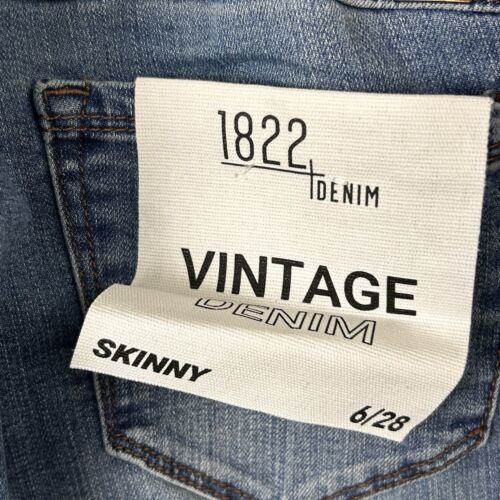 1822
DENIM
VINTAGE
DENIM
SKINNY
6/28